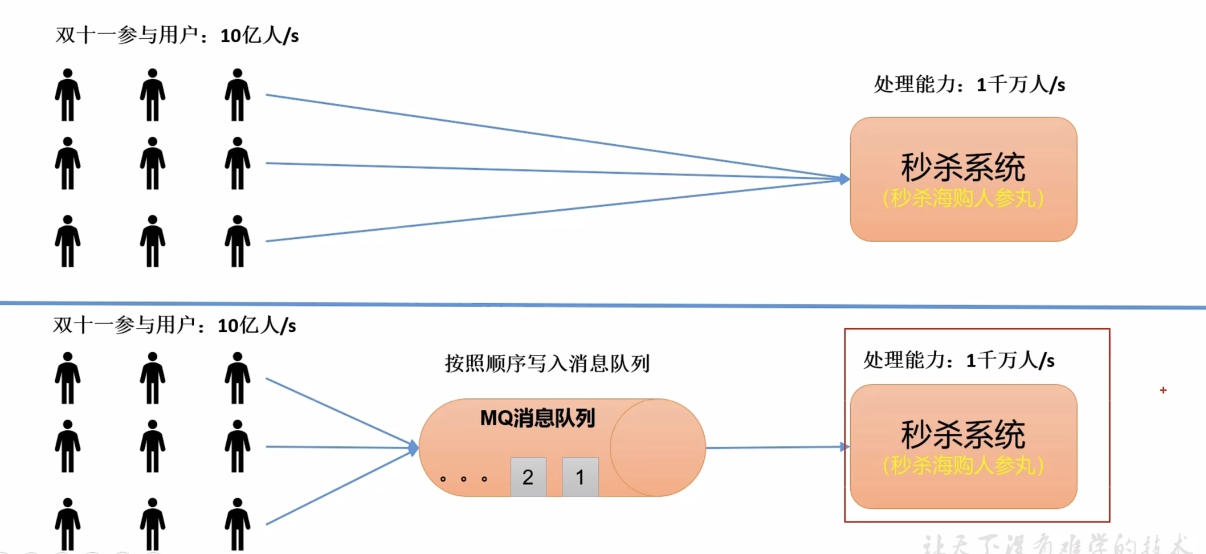 双十一参与用户：10亿人/s
处理能力：1千万人/s
秒杀系统
（秒杀海购人参丸）
双十一参与用户：10亿人/s
按照顺序写入消息队列
处理能力：1千万人/s
MQ消息队列
。。。 2 1
秒杀系统
（秒杀海购人参丸）
让天下没有难学的技术